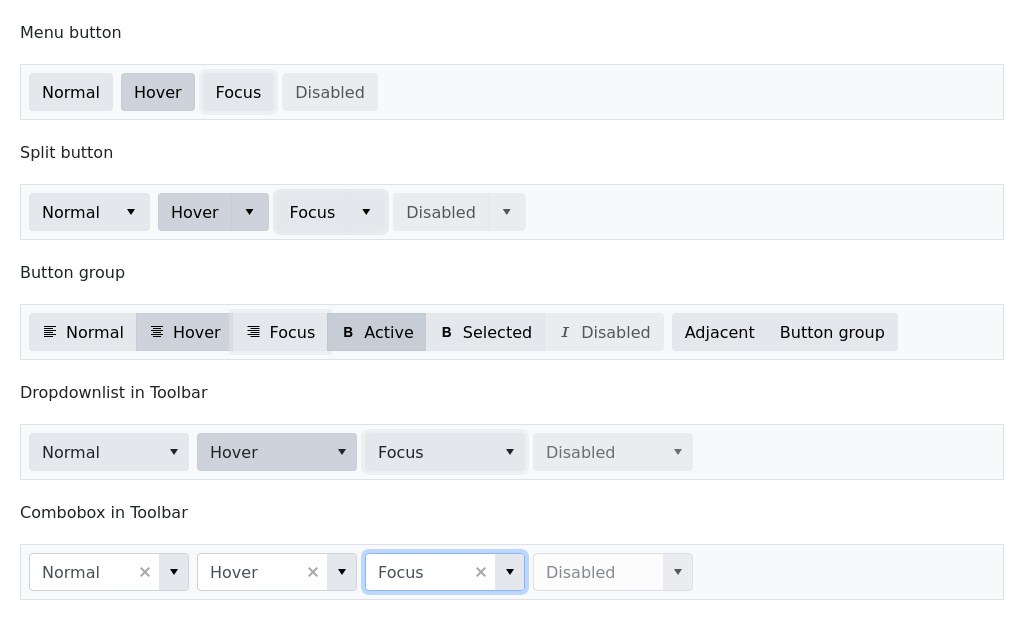 Menu button
Normal Hover Focus Disabled
Split button
Normal Hover Focus Disabled
Button group
Normal Hover Focus B Active B Selected I Disabled Adjacent Button group
Dropdownlist in Toolbar
Normal Hover Focus Disabled
Combobox in Toolbar
Normal Hover Focus Disabled